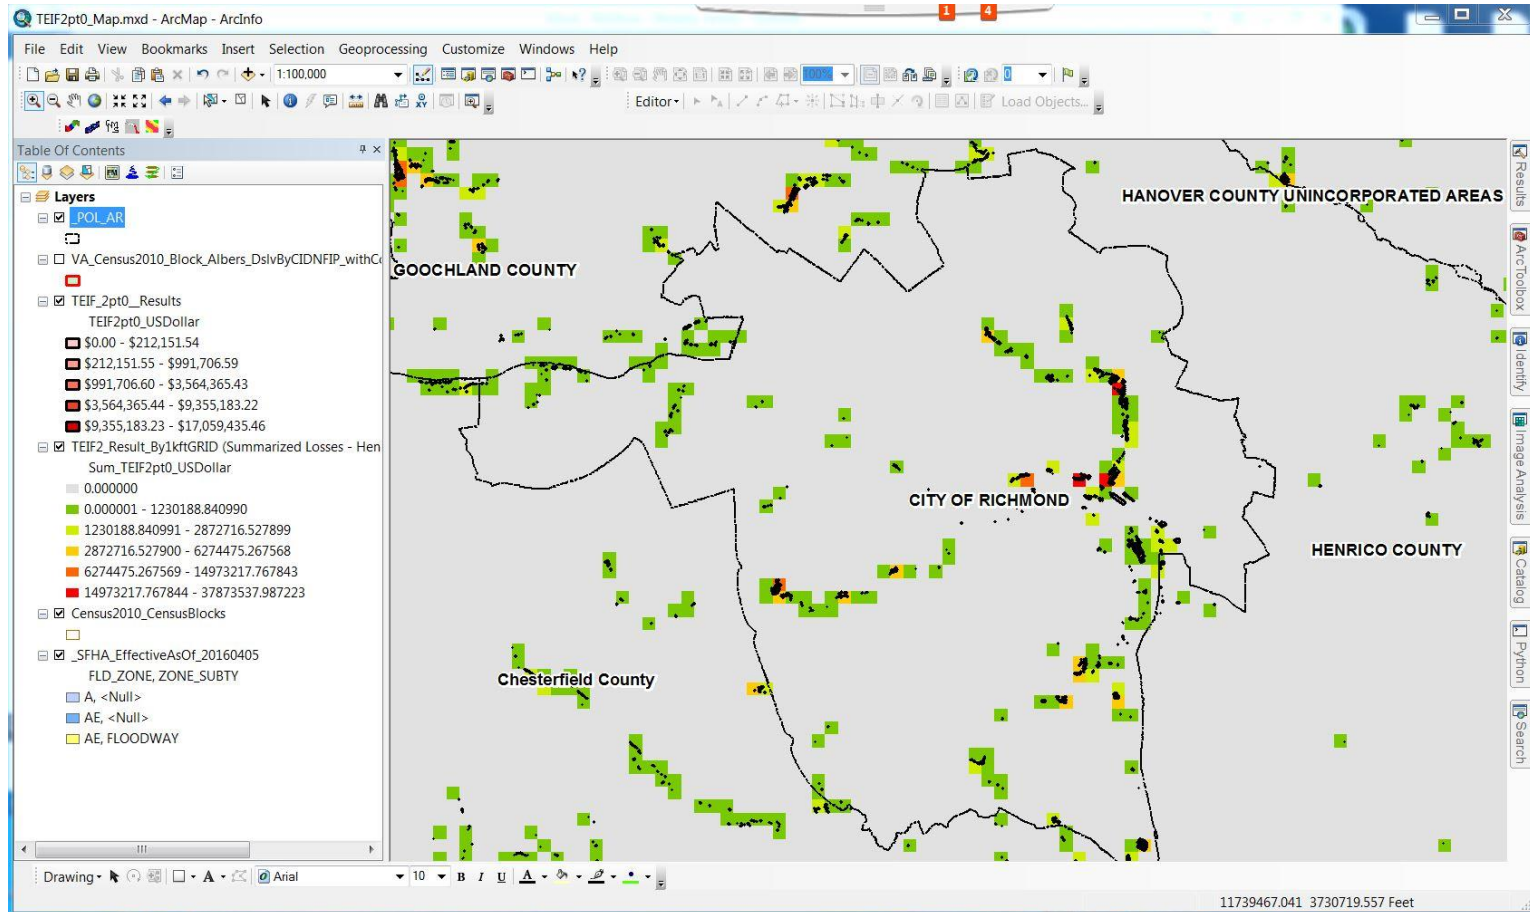 TEIF2pt0_Map.mxd - ArcMap - ArcInfo
1 4
File Edit View Bookmarks Insert Selection Geoprocessing Customize Windows Help
1:100,000
100%
0
Editor
Load Objects...
Table Of Contents
Layers
_POL_AR
VA_Census2010_Block_Albers_DslvByCIDNFIP_withCo
TEIF_2pt0__Results
TEIF2pt0_USDollar
$0.00 - $212,151.54
$212,151.55 - $991,706.59
$991,706.60 - $3,564,365.43
$3,564,365.44 - $9,355,183.22
$9,355,183.23 - $17,059,435.46
TEIF2_Result_By1kftGRID (Summarized Losses - Hen
Sum_TEIF2pt0_USDollar
0.000000
0.000001 - 1230188.840990
1230188.840991 - 2872716.527899
2872716.527900 - 6274475.267568
6274475.267569 - 14973217.767843
14973217.767844 - 37873537.987223
Census2010_CensusBlocks
_SFHA_EffectiveAsOf_20160405
FLD_ZONE, ZONE_SUBTY
A, <Null>
AE, <Null>
AE, FLOODWAY
HANOVER COUNTY UNINCORPORATED AREAS
GOOCHLAND COUNTY
CITY OF RICHMOND
HENRICO COUNTY
Chesterfield County
Results
ArcToolbox
Identify
Image Analysis
Catalog
Python
Search
Drawing
A
Arial
10
B I U A
11739467.041 3730719.557 Feet